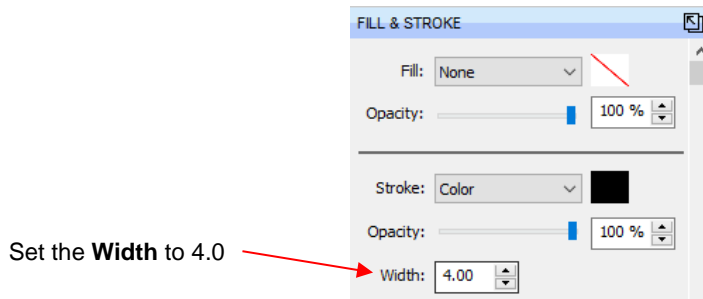 FILL & STROKE
Fill: None
Opacity: 100 %
Stroke: Color
Opacity: 100 %
Set the Width to 4.0
Width: 4.00